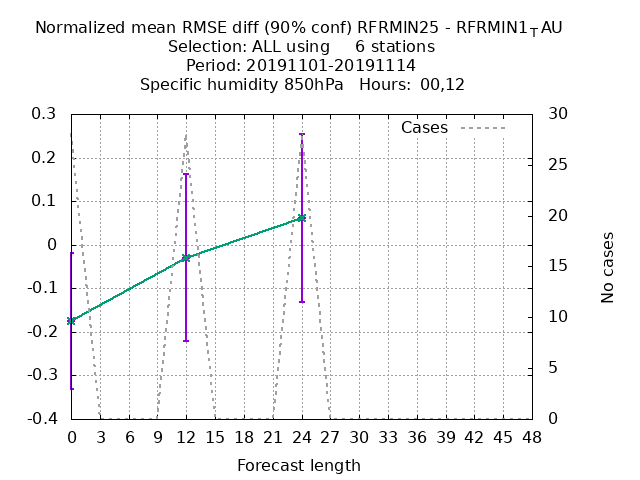 Normalized mean RMSE diff (90% conf) RFRMIN25 - RFRMIN1TAU
Selection: ALL using     6 stations
Period: 20191101-20191114
Specific humidity 850hPa   Hours:  00,12
Cases
0.3
0.2
0.1
0
-0.1
-0.2
-0.3
-0.4
30
25
20
15
10
5
0
No cases
0 3 6 9 12 15 18 21 24 27 30 33 36 39 42 45 48
Forecast length